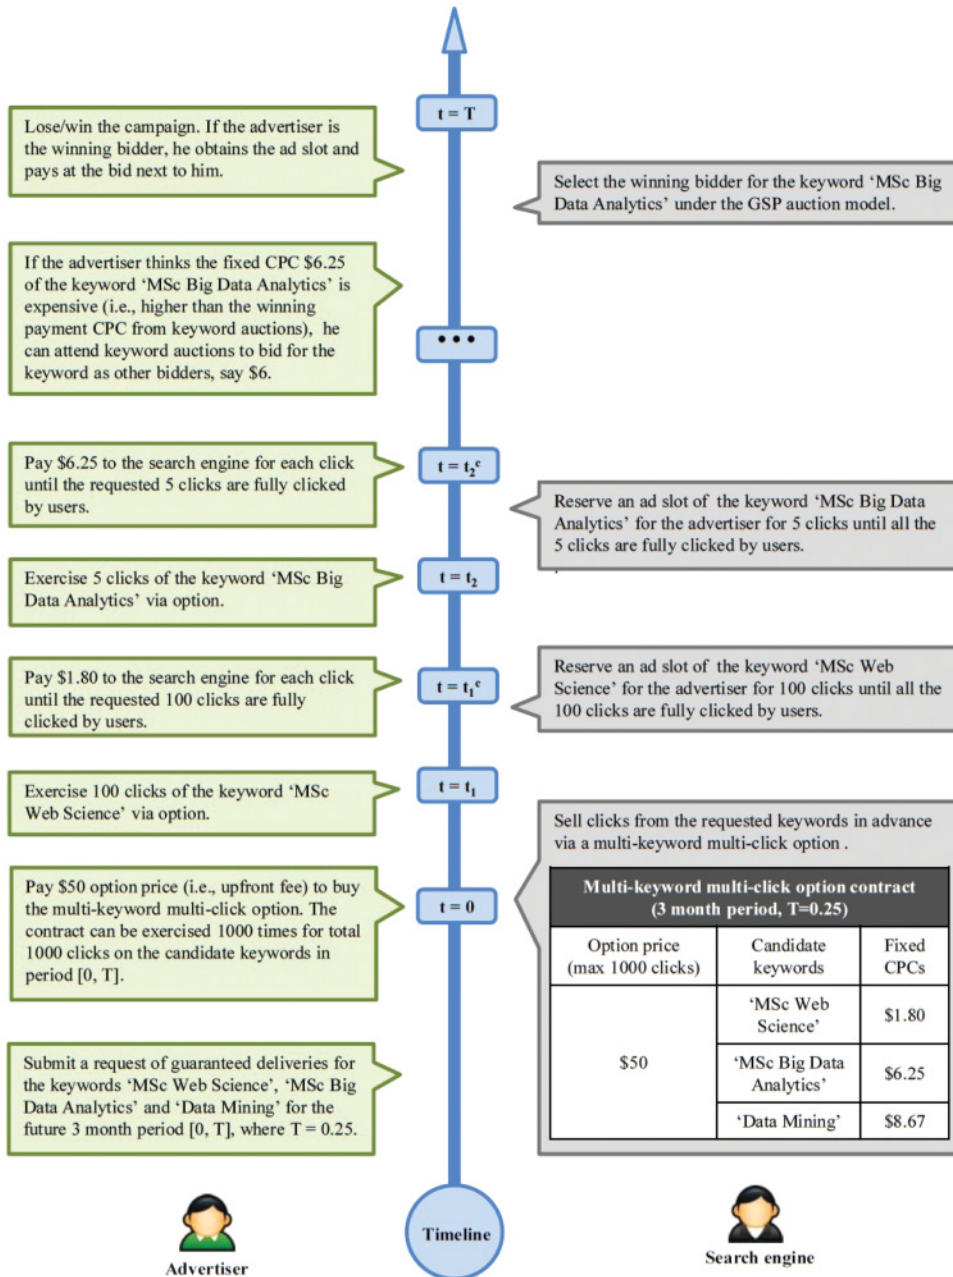 t = T
Lose/win the campaign. If the advertiser is
the winning bidder, he obtains the ad slot and
pays at the bid next to him.
Select the winning bidder for the keyword ‘MSc Big
Data Analytics’ under the GSP auction model.
If the advertiser thinks the fixed CPC $6.25
of the keyword ‘MSc Big Data Analytics’ is
expensive (i.e., higher than the winning
payment CPC from keyword auctions),  he
can attend keyword auctions to bid for the
keyword as other bidders, say $6.
•••
Pay $6.25 to the search engine for each click
until the requested 5 clicks are fully clicked
by users.
t = t₂ᶜ
Reserve an ad slot of  the keyword ‘MSc Big Data
Analytics’ for the advertiser for 5 clicks until all the
5 clicks are fully clicked by users.
Exercise 5 clicks of the keyword ‘MSc Big
Data Analytics’ via option.
t = t₂
Pay $1.80 to the search engine for each click
until the requested 100 clicks are fully
clicked by users.
t = t₁ᶜ
Reserve an ad slot of  the keyword ‘MSc Web
Science’ for the advertiser for 100 clicks until all the
100 clicks are fully clicked by users.
Exercise 100 clicks of the keyword ‘MSc
Web Science’ via option.
t = t₁
Sell clicks from the requested keywords in advance
via a multi-keyword multi-click option .
Pay $50 option price (i.e., upfront fee) to buy
the multi-keyword multi-click option. The
contract can be exercised 1000 times for total
1000 clicks on the candidate keywords in
period [0, T].
t = 0
Multi-keyword multi-click option contract
(3 month period, T=0.25)
Option price
(max 1000 clicks)
Candidate
keywords
Fixed
CPCs
$50
‘MSc Web
Science’
$1.80
‘MSc Big Data
Analytics’
$6.25
‘Data Mining’
$8.67
Submit a request of guaranteed deliveries for
the keywords ‘MSc Web Science’, ‘MSc Big
Data Analytics’ and ‘Data Mining’ for the
future 3 month period [0, T], where T = 0.25.
Advertiser
Timeline
Search engine